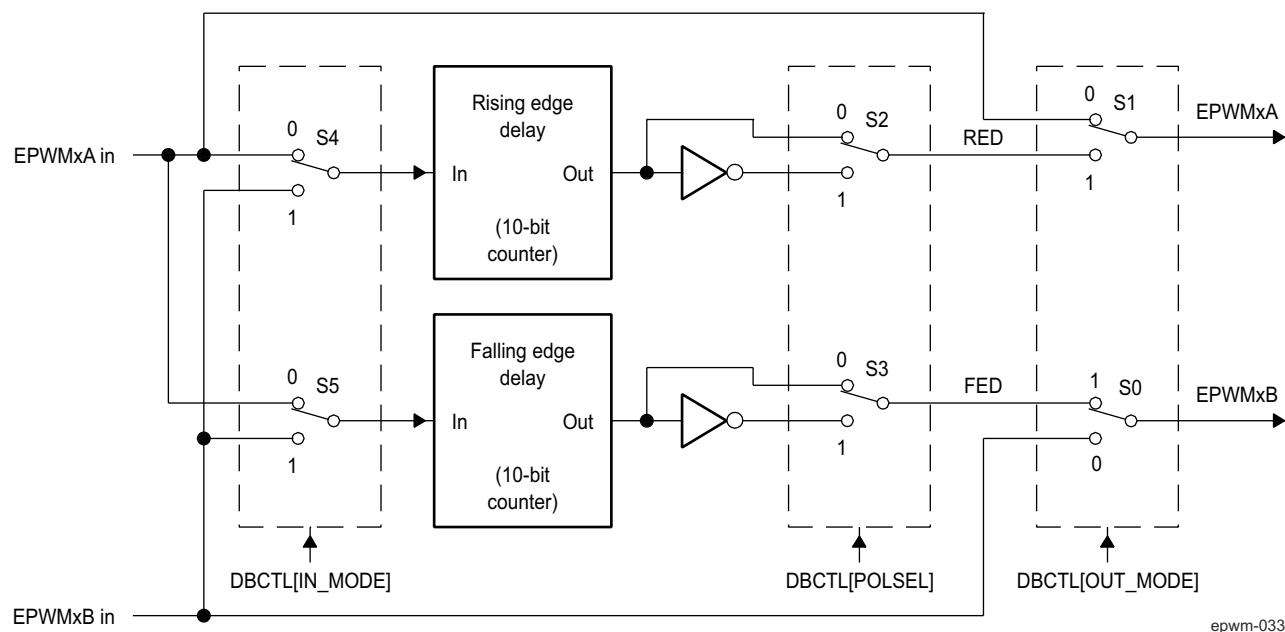 EPWMxA in
0
S4
1
Rising edge
delay
In
Out
(10-bit
counter)
0
S2
1
RED
0
S1
1
EPWMxA
0
S5
1
Falling edge
delay
In
Out
(10-bit
counter)
0
S3
1
FED
1
S0
0
EPWMxB
DBCTL[IN_MODE]
DBCTL[POLSEL]
DBCTL[OUT_MODE]
EPWMxB in
epwm-033